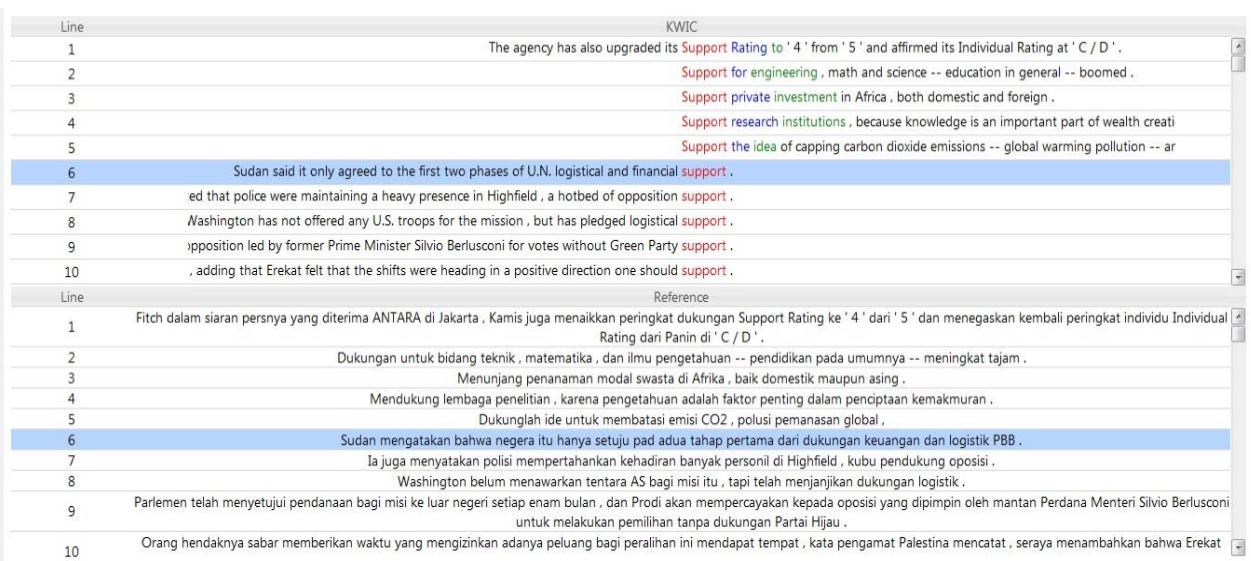 Line KWIC
1 The agency has also upgraded its Support Rating to ' 4 ' from ' 5 ' and affirmed its Individual Rating at ' C / D ' .
2 Support for engineering , math and science -- education in general -- boomed .
3 Support private investment in Africa , both domestic and foreign .
4 Support research institutions , because knowledge is an important part of wealth creati
5 Support the idea of capping carbon dioxide emissions -- global warming pollution -- ar
6 Sudan said it only agreed to the first two phases of U.N. logistical and financial support .
7 ed that police were maintaining a heavy presence in Highfield , a hotbed of opposition support .
8 Washington has not offered any U.S. troops for the mission , but has pledged logistical support .
9 opposition led by former Prime Minister Silvio Berlusconi for votes without Green Party support .
10 , adding that Erekat felt that the shifts were heading in a positive direction one should support .
Line Reference
1 Fitch dalam siaran persnya yang diterima ANTARA di Jakarta , Kamis juga menaikkan peringkat dukungan Support Rating ke ' 4 ' dari ' 5 ' dan menegaskan kembali peringkat individu Individual
Rating dari Panin di ' C / D ' .
2 Dukungan untuk bidang teknik , matematika , dan ilmu pengetahuan -- pendidikan pada umumnya -- meningkat tajam .
3 Menunjang penanaman modal swasta di Afrika , baik domestik maupun asing .
4 Mendukung lembaga penelitian , karena pengetahuan adalah faktor penting dalam penciptaan kemakmuran .
5 Dukunglah ide untuk membatasi emisi CO2 , polusi pemanasan global ,
6 Sudan mengatakan bahwa negera itu hanya setuju pad adua tahap pertama dari dukungan keuangan dan logistik PBB .
7 Ia juga menyatakan polisi mempertahankan kehadiran banyak personil di Highfield , kubu pendukung oposisi .
8 Washington belum menawarkan tentara AS bagi misi itu , tapi telah menjanjikan dukungan logistik .
9 Parlemen telah menyetujui pendanaan bagi misi ke luar negeri setiap enam bulan , dan Prodi akan mempercayakan kepada oposisi yang dipimpin oleh mantan Perdana Menteri Silvio Berlusconi
untuk melakukan pemilihan tanpa dukungan Partai Hijau .
10 Orang hendaknya sabar memberikan waktu yang mengizinkan adanya peluang bagi peralihan ini mendapat tempat , kata pengamat Palestina mencatat , seraya menambahkan bahwa Erekat